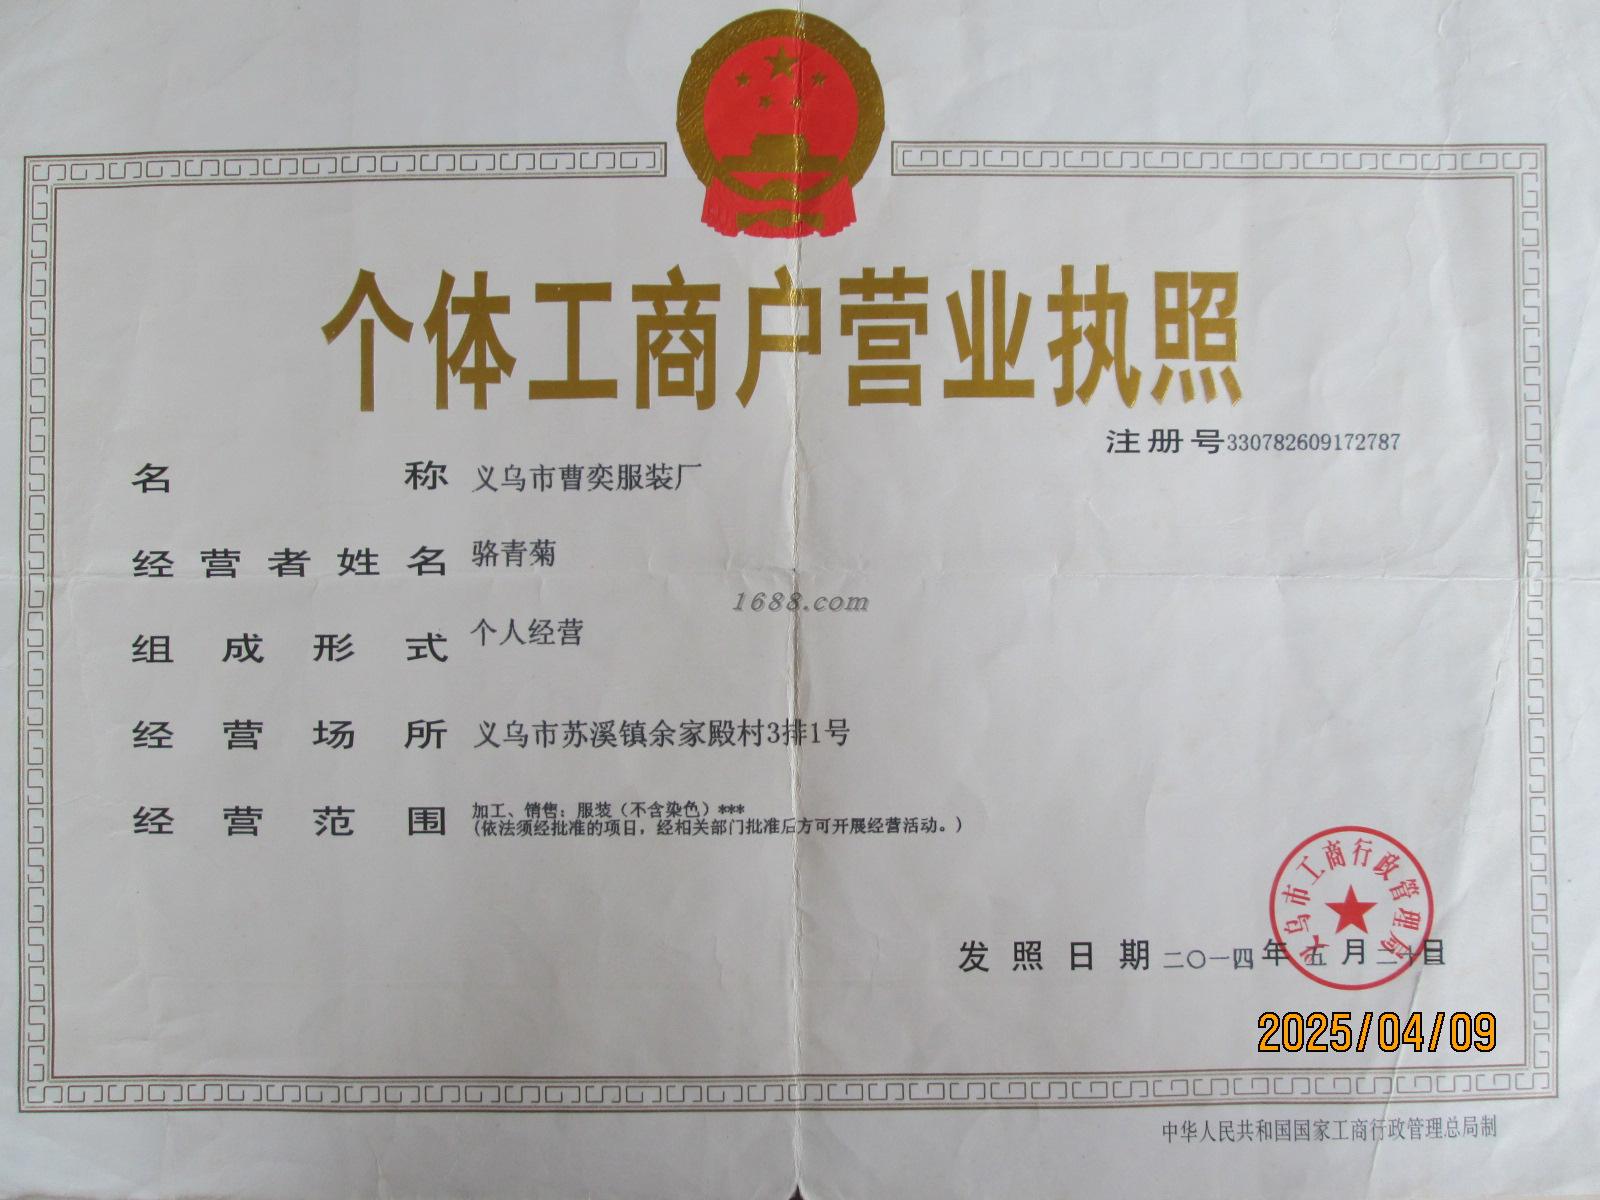 个体工商户营业执照
注册号330782609172787
名称 义乌市曹奕服装厂
经营者姓名 骆青菊
1688.com
组成形式 个人经营
经营场所 义乌市苏溪镇余家殿村3排1号
经营范围 加工、销售：服装（不含染色）***
（依法须经批准的项目，经相关部门批准后方可开展经营活动。）
义乌市工商行政管理局
发照日期 二〇一四年五月二十日
2025/04/09
中华人民共和国国家工商行政管理总局制